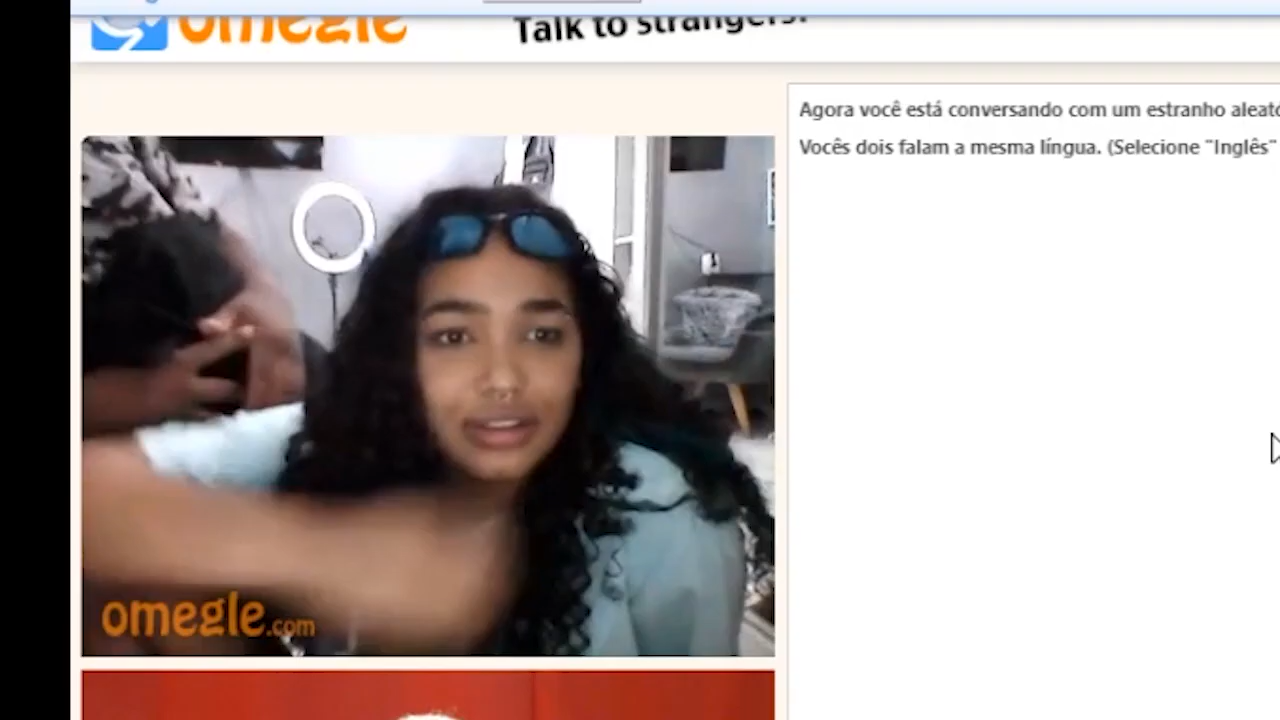 omegle
Talk to strangers!
Agora você está conversando com um estranho
Vocês dois falam a mesma língua. (Selecione "Inglês"
omegle.com